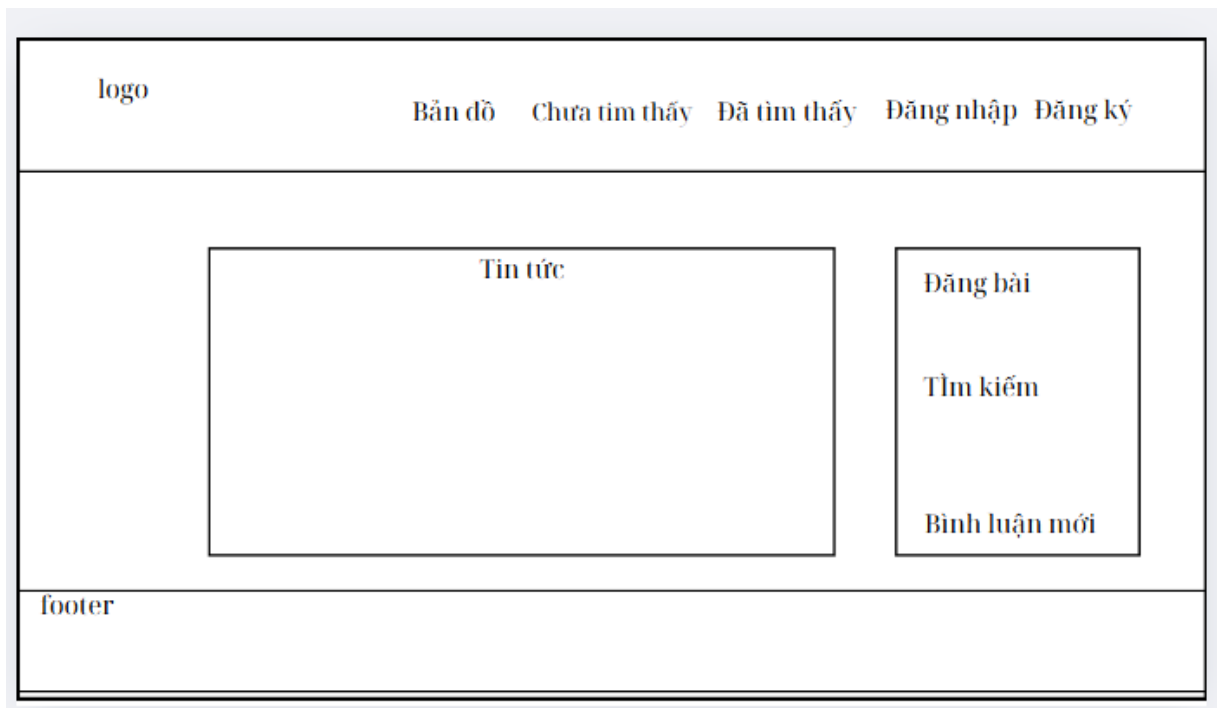 logo
Bản đồ Chưa tim thấy Đã tìm thấy Đăng nhập Đăng ký
Tin tức
Đăng bài
TÌm kiếm
Bình luận mới
footer